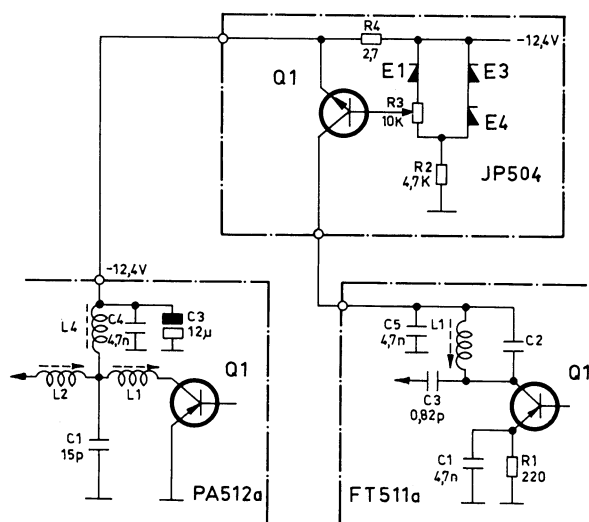 R4
2,7
-12,4V
E1
E3
Q1
R3
10K
E4
R2
4,7K
JP504
-12,4V
L4
C4
4,7n
C3
12µ
Q1
L2
L1
C1
15p
PA512a
C5
4,7n
L1
C2
C3
0,82p
Q1
C1
4,7n
R1
220
FT511a